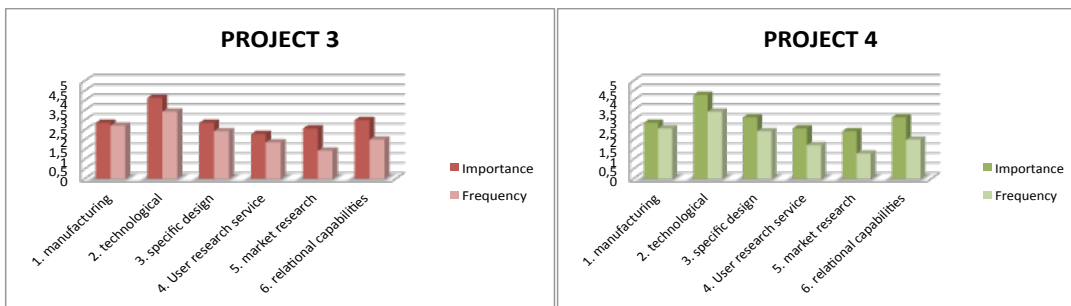 PROJECT 3
5
4,5
4
3,5
3
2,5
2
1,5
1
0,5
0
1. manufacturing
2. technological
3. specific design
4. User research service
5. market research
6. relational capabilities
Importance
Frequency
PROJECT 4
5
4,5
4
3,5
3
2,5
2
1,5
1
0,5
0
1. manufacturing
2. technological
3. specific design
4. User research service
5. market research
6. relational capabilities
Importance
Frequency